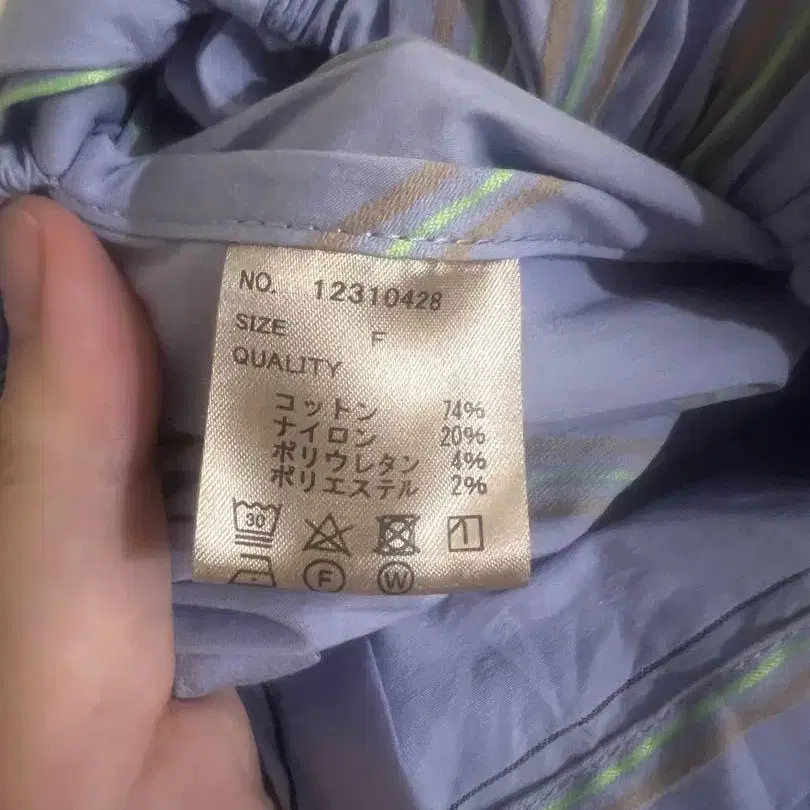 NO. 12310428
SIZE F
QUALITY
コットン 74%
ナイロン 20%
ポリウレタン 4%
ポリエステル 2%
30
F W